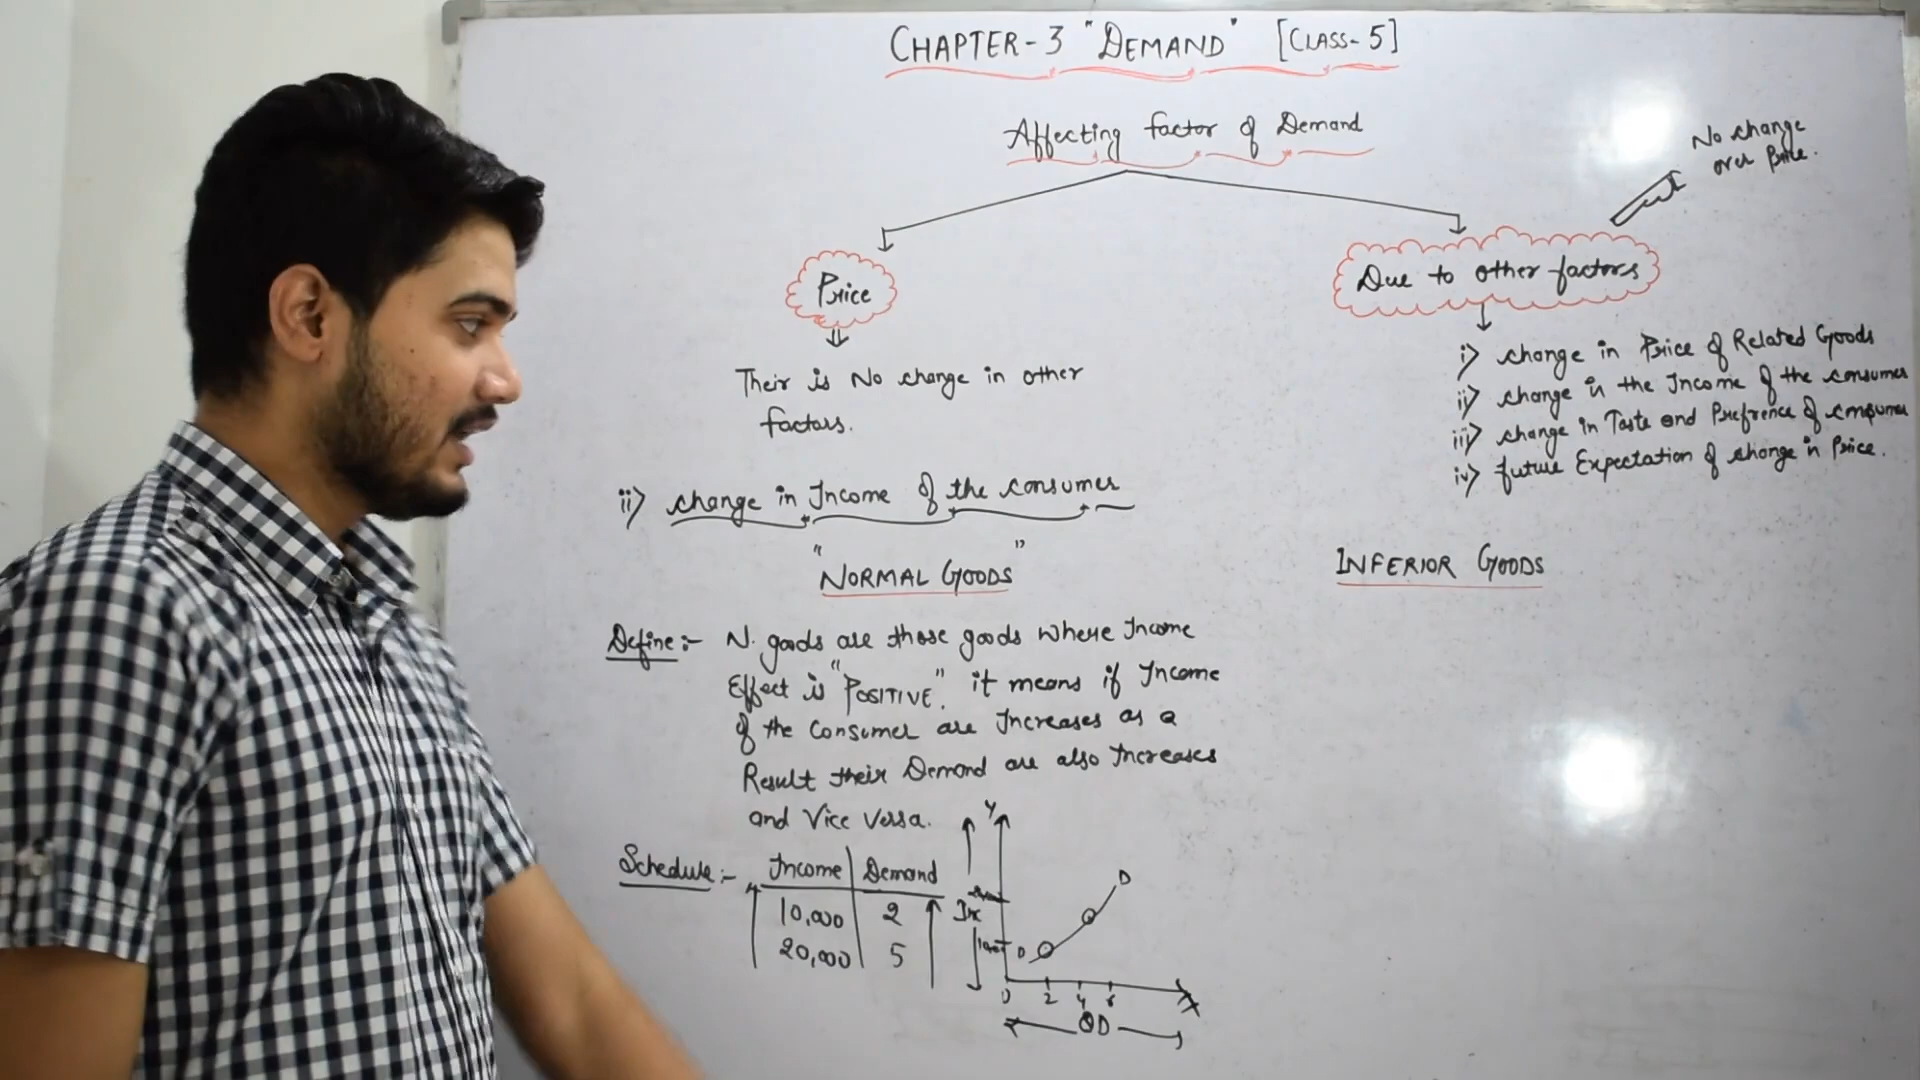 CHAPTER-3 "DEMAND" [CLASS-5]
Affecting factor of Demand
No change
over Price.
Price
Due to other factors
Their is No change in other
factors.
i) change in Price of Related Goods
ii) change in the Income of the consumer
iii) change in Taste and Prefrence of consumer
iv) future Expectation of change in Price.
ii) change in Income of the consumer
"NORMAL GOODS"
INFERIOR GOODS
Define:- N. goods are those goods where Income
Effect is "POSITIVE". it means if Income
of the Consumer are Increases as a
Result their Demand are also Increases
and Vice Versa.
Schedule:- Income Demand
10,000 2
20,000 5
Y
D
D
0 2 4 6 X
QD